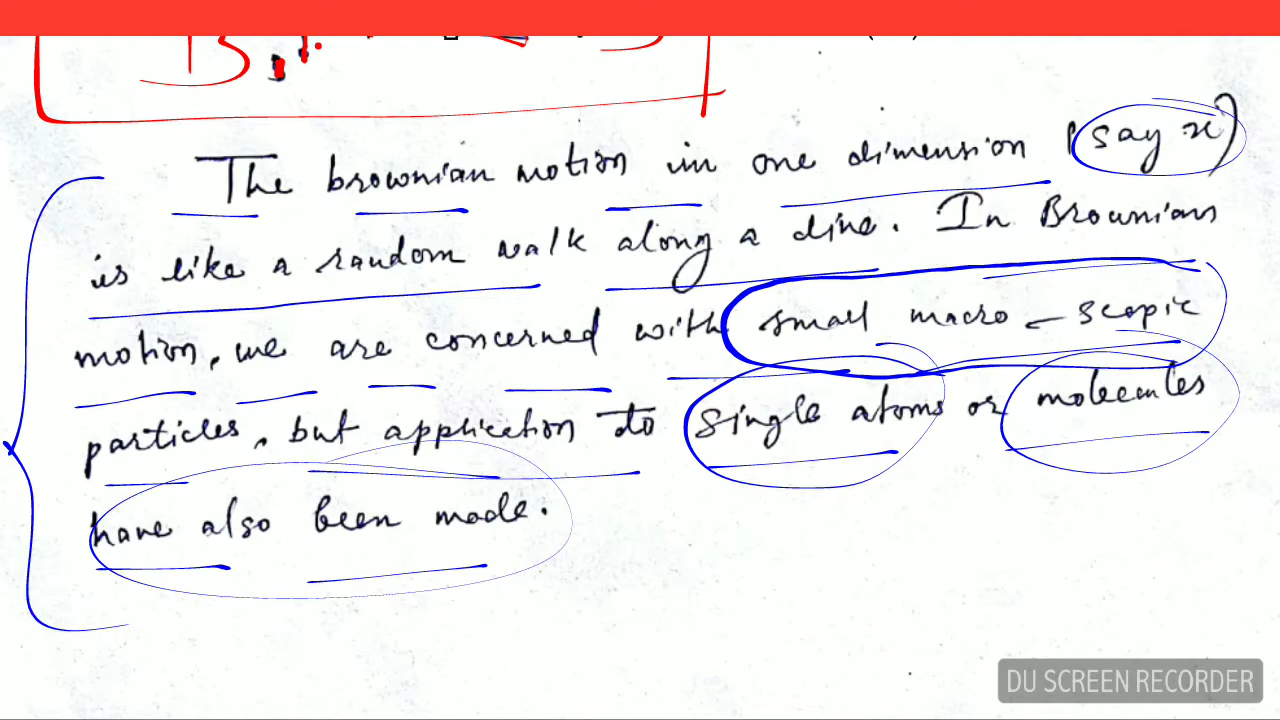 The brownian motion in one dimension (say x)
is like a random walk along a line. In Brownian
motion, we are concerned with small macro-scopic
particles, but application to single atoms or molecules
have also been made.
DU SCREEN RECORDER